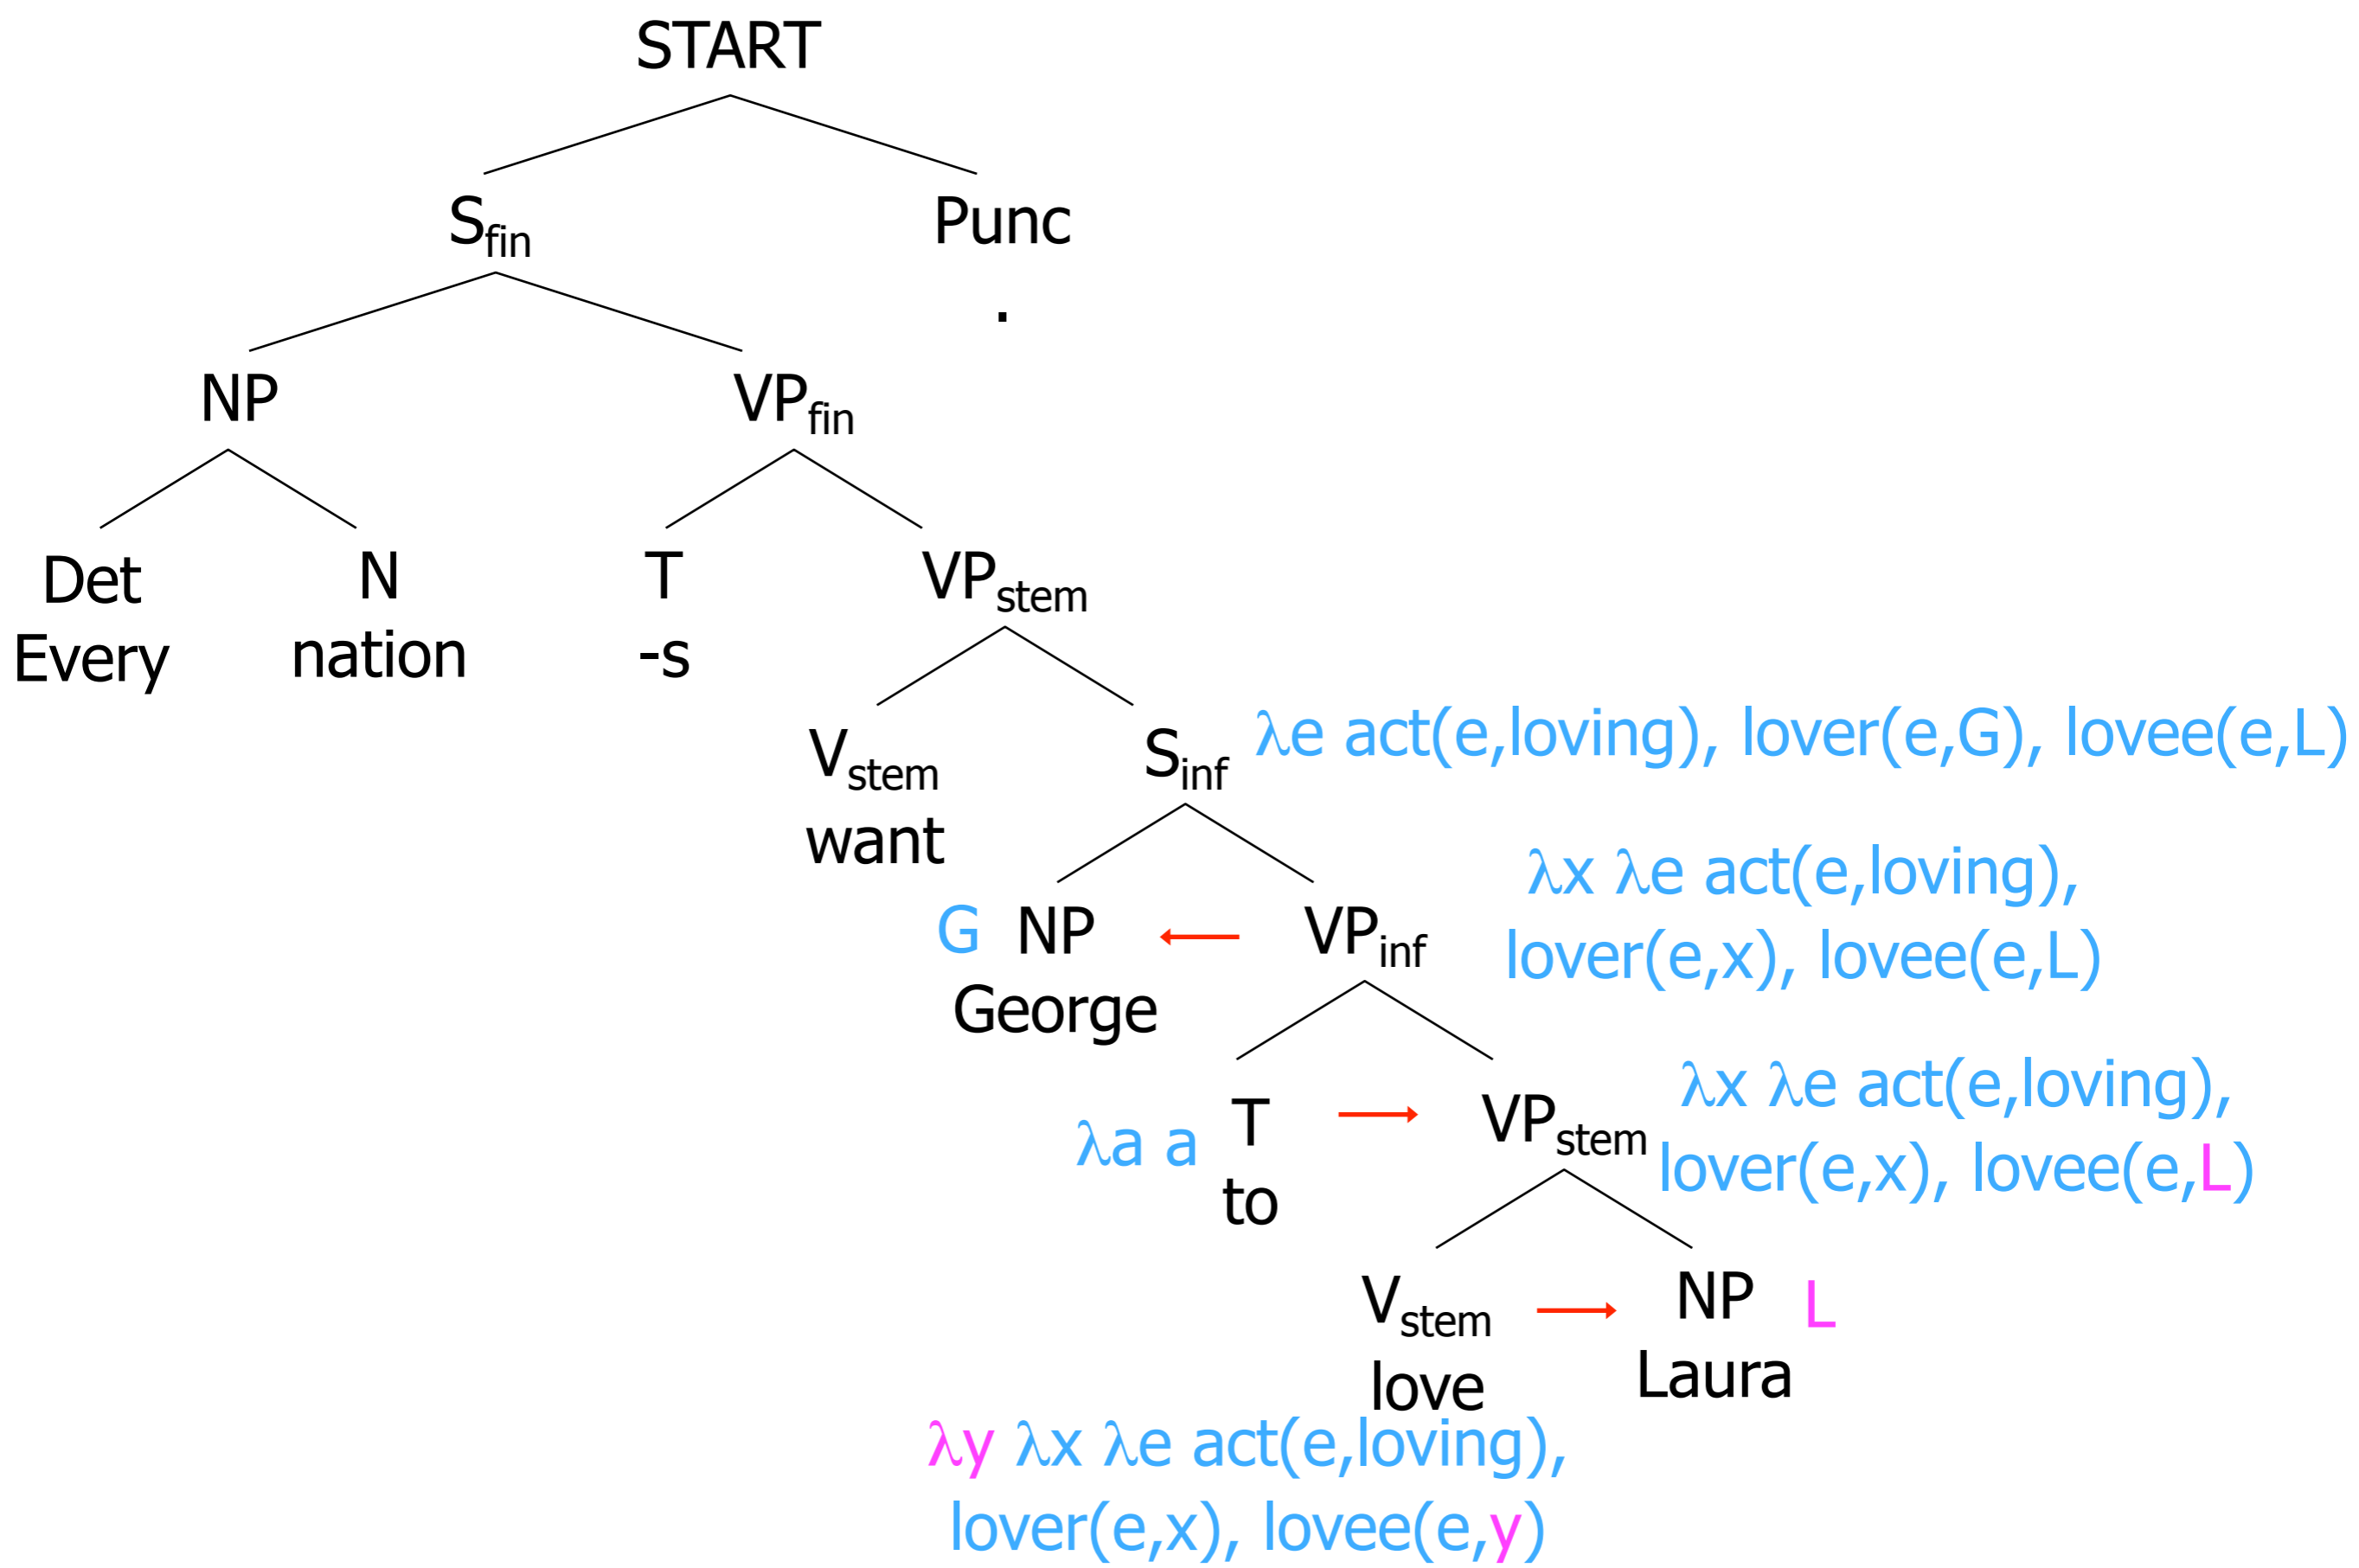 START
Sfin Punc
.
NP VPfin
Det N T VPstem
Every nation -s
Vstem Sinf λe act(e,loving), lover(e,G), lovee(e,L)
want
λx λe act(e,loving),
G NP VPinf lover(e,x), lovee(e,L)
George
λx λe act(e,loving),
λa a T VPstem lover(e,x), lovee(e,L)
to
Vstem NP L
love Laura
λy λx λe act(e,loving),
lover(e,x), lovee(e,y)